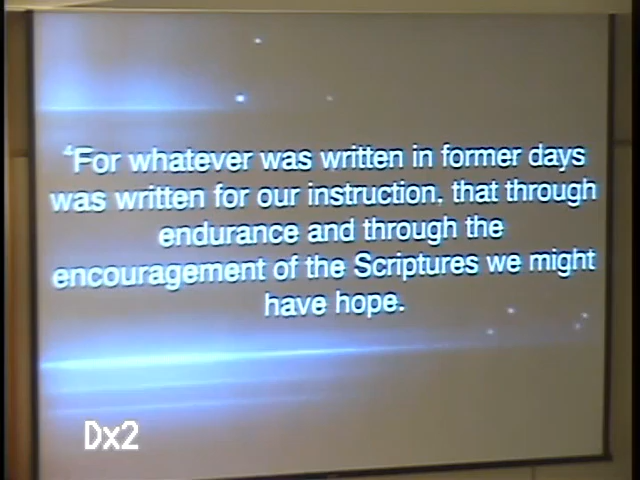 ⁴For whatever was written in former days
was written for our instruction, that through
endurance and through the
encouragement of the Scriptures we might
have hope.
Dx2